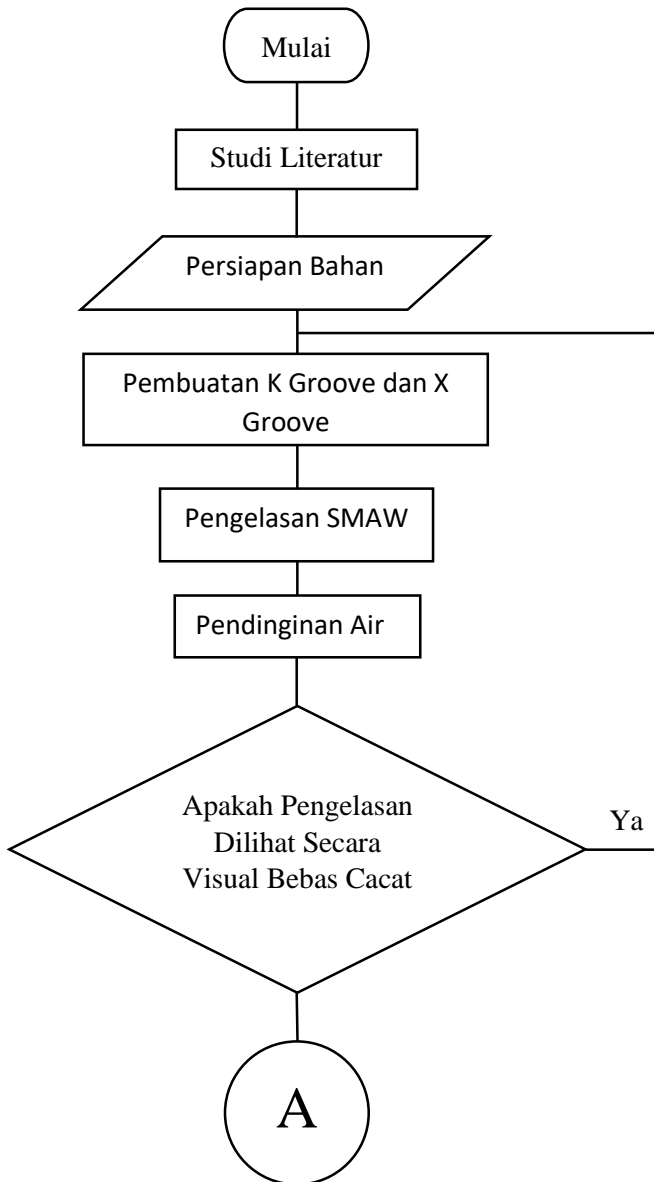 Mulai
Studi Literatur
Persiapan Bahan
Pembuatan K Groove dan X
Groove
Pengelasan SMAW
Pendinginan Air
Apakah Pengelasan
Dilihat Secara
Visual Bebas Cacat
Ya
A